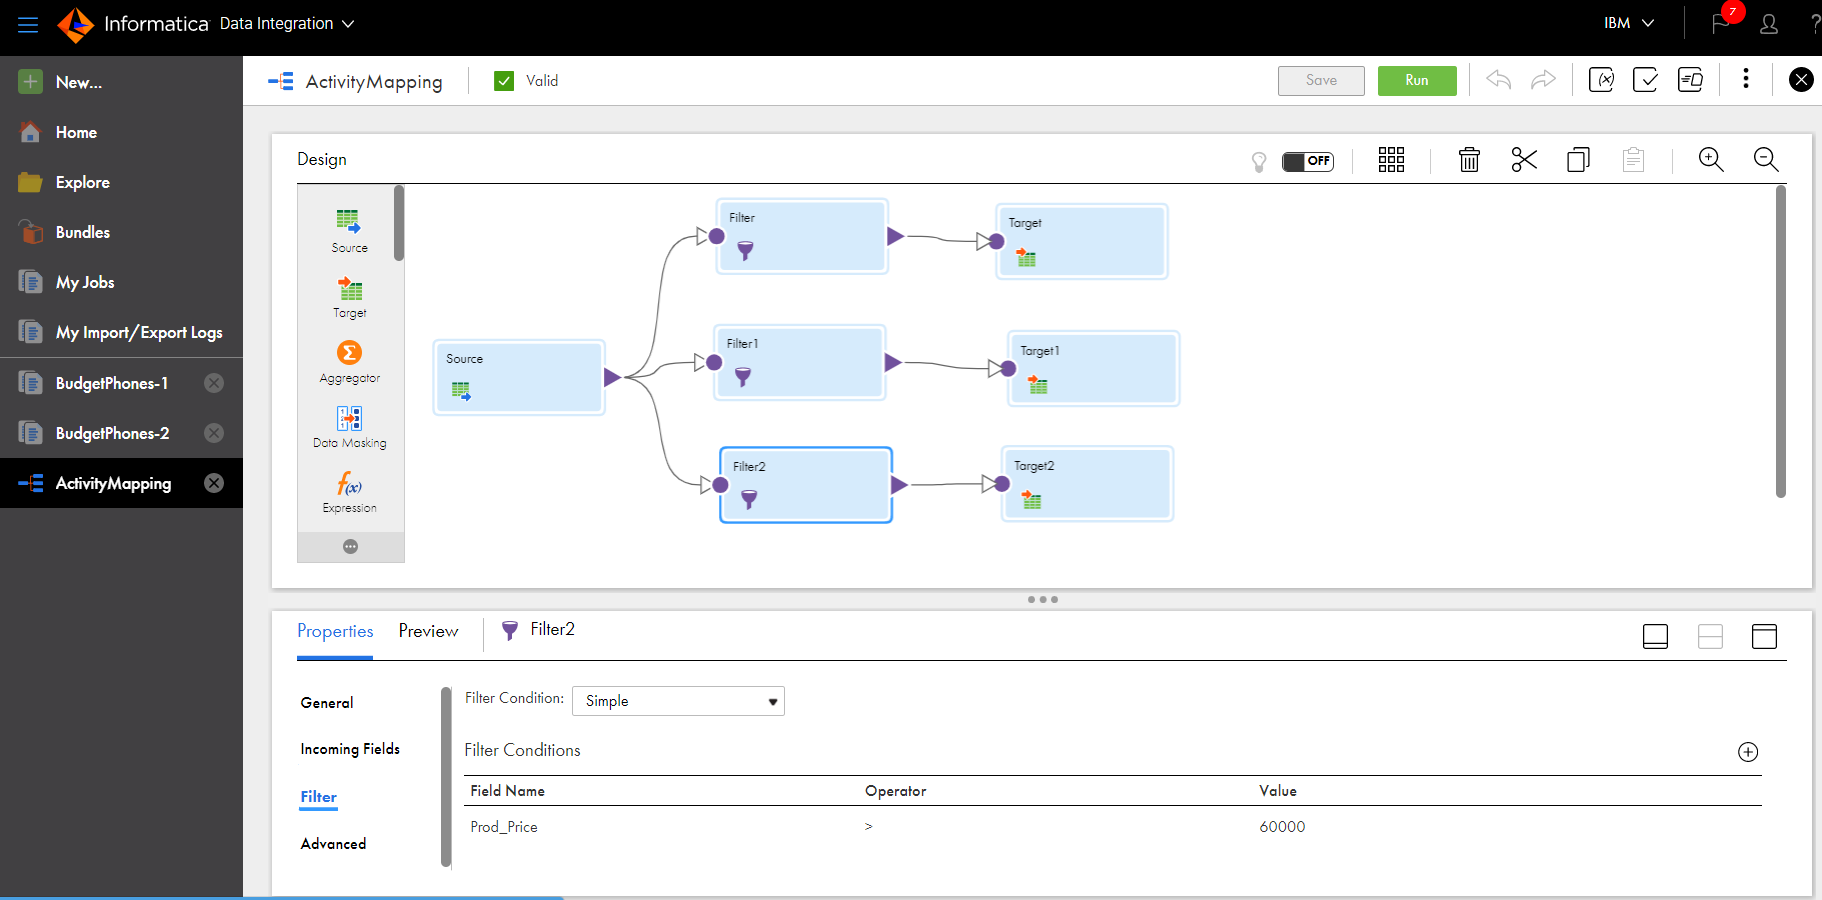 Informatica Data Integration
IBM
7
?
New...
Home
Explore
Bundles
My Jobs
My Import/Export Logs
BudgetPhones-1
BudgetPhones-2
ActivityMapping
ActivityMapping
Valid
Save
Run
(x)
Design
OFF
Source
Target
Aggregator
Data Masking
f(x)
Expression
Filter
Target
Source
Filter1
Target1
Filter2
Target2
Properties
Preview
Filter2
General
Incoming Fields
Filter
Advanced
Filter Condition: Simple
Filter Conditions
Field Name Operator Value
Prod_Price > 60000